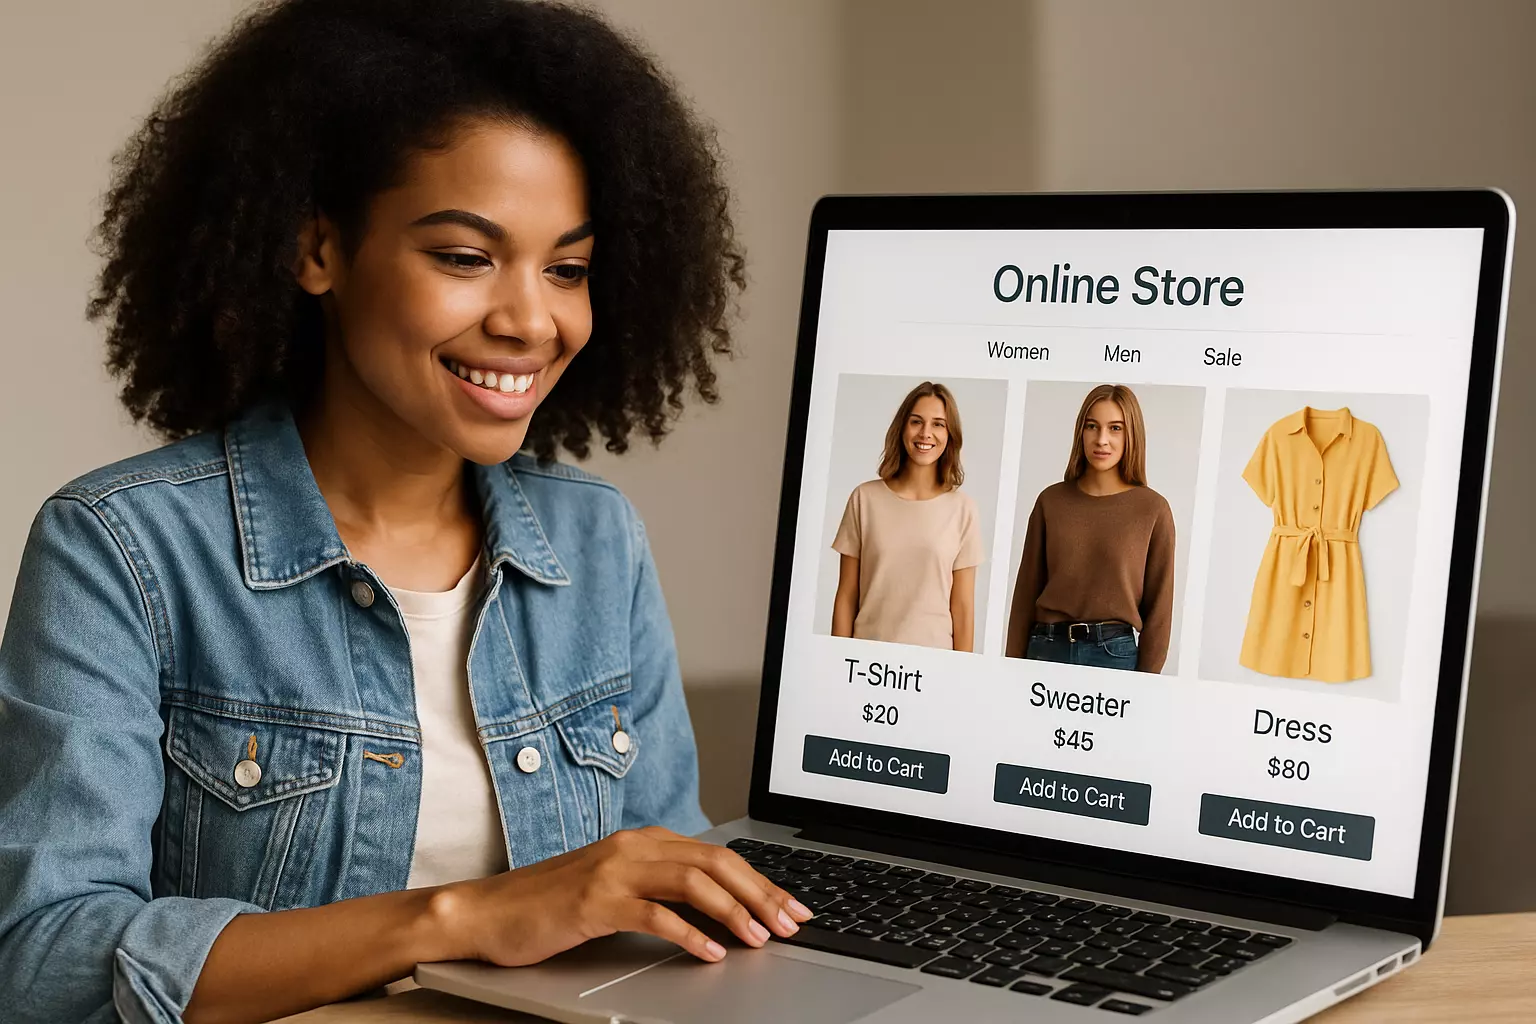 Online Store
Women Men Sale
T-Shirt
$20
Add to Cart
Sweater
$45
Add to Cart
Dress
$80
Add to Cart